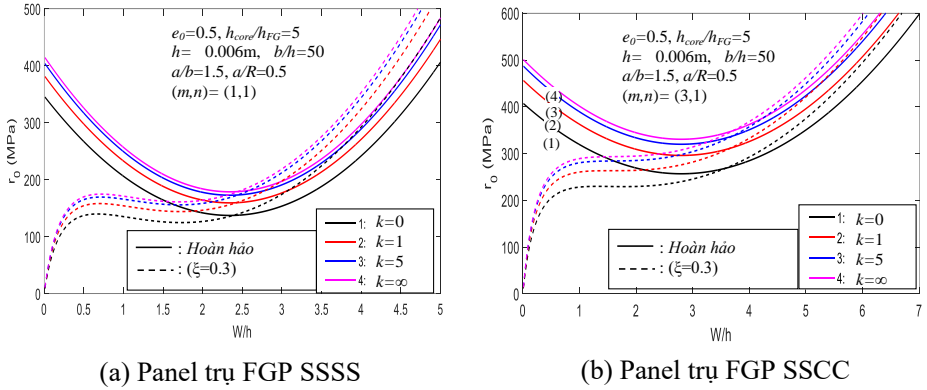 e₀=0.5, h_core/h_FG=5
h= 0.006m, b/h=50
a/b=1.5, a/R=0.5
(m,n)= (1,1)
r₀ (MPa)
500
400
300
200
100
0
: Hoàn hảo
: (ξ=0.3)
1: k=0
2: k=1
3: k=5
4: k=∞
0 0.5 1 1.5 2 2.5 3 3.5 4 4.5 5
W/h
(a) Panel trụ FGP SSSS
e₀=0.5, h_core/h_FG=5
h= 0.006m, b/h=50
a/b=1.5, a/R=0.5
(m,n)= (3,1)
r₀ (MPa)
600
500
400
300
200
100
0
(4)
(3)
(2)
(1)
: Hoàn hảo
: (ξ=0.3)
1: k=0
2: k=1
3: k=5
4: k=∞
0 1 2 3 4 5 6 7
W/h
(b) Panel trụ FGP SSCC